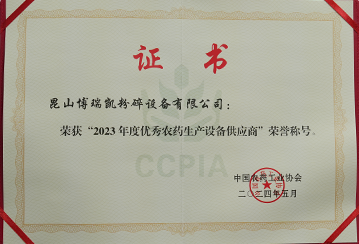 证书
昆山博瑞凯粉碎设备有限公司：
荣获“2023年度优秀农药生产设备供应商”荣誉称号。
CCPIA
中国农药工业协会
二〇二四年五月